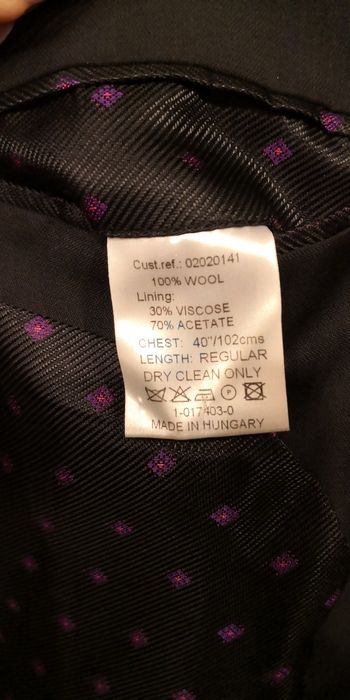 Cust.ref.: 02020141
100% WOOL
Lining:
30% VISCOSE
70% ACETATE
CHEST: 40"/102cms
LENGTH: REGULAR
DRY CLEAN ONLY
P
1-017403-0
MADE IN HUNGARY